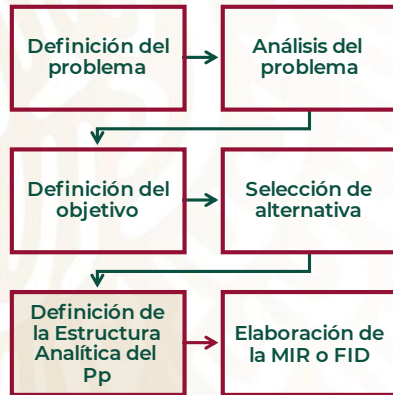 Definición del
problema
Análisis del
problema
Definición del
objetivo
Selección de
alternativa
Definición de
la Estructura
Analítica del
Pp
Elaboración de
la MIR o FID